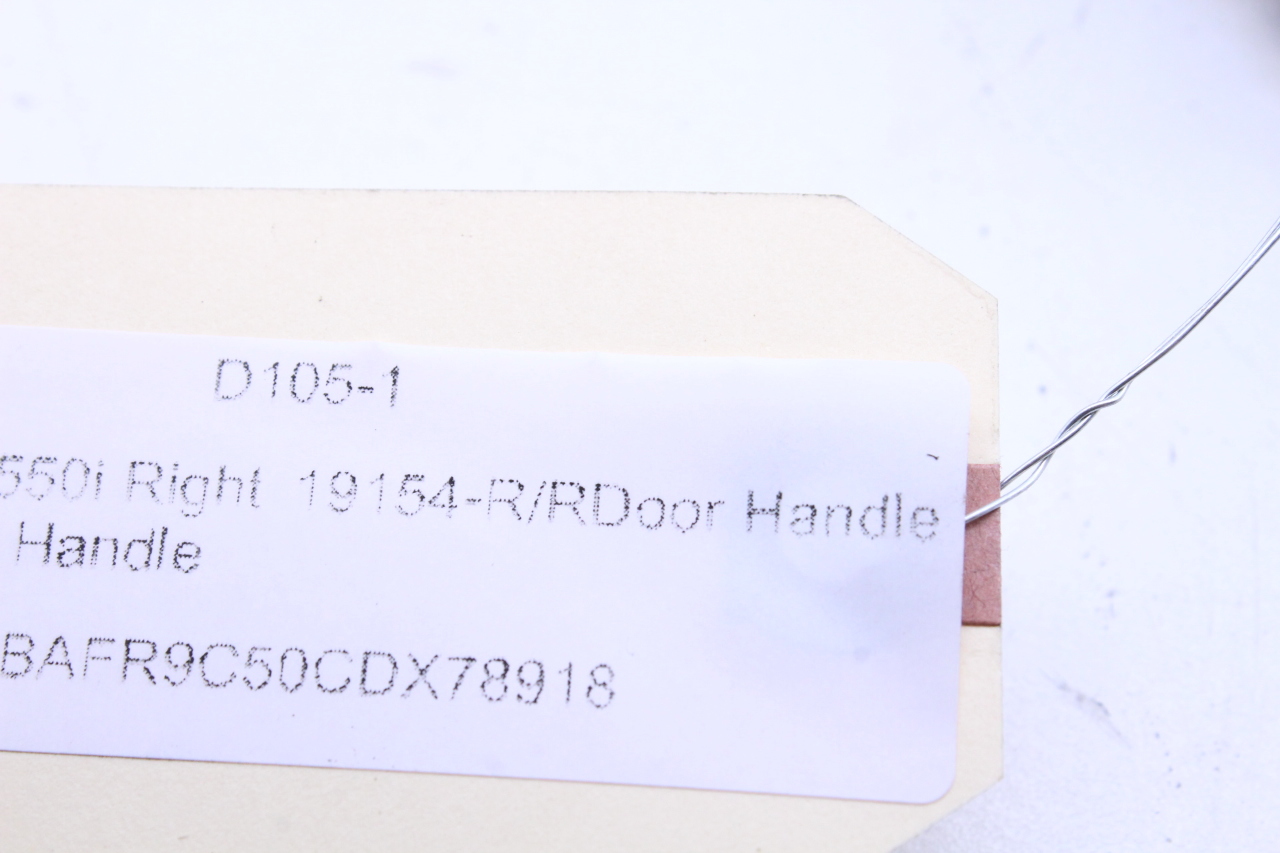 D105-1
550i Right 19154-R/RDoor Handle
Handle
BAFR9C50CDX78918